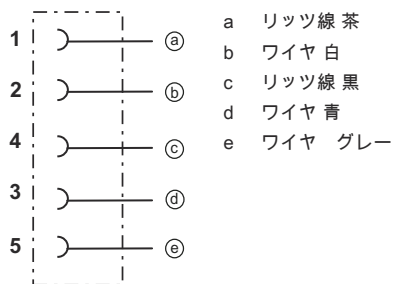 1 ⓐ
2 ⓑ
4 ⓒ
3 ⓓ
5 ⓔ
a リッツ線 茶
b ワイヤ 白
c リッツ線 黒
d ワイヤ 青
e ワイヤ　グレー